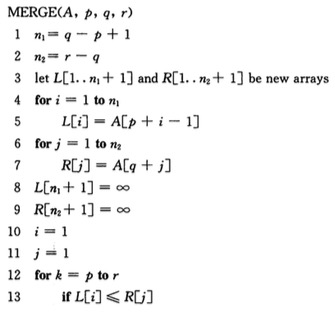 MERGE(A, p, q, r)
1 n₁ = q − p + 1
2 n₂ = r − q
3 let L[1..n₁ + 1] and R[1..n₂ + 1] be new arrays
4 for i = 1 to n₁
5 L[i] = A[p + i − 1]
6 for j = 1 to n₂
7 R[j] = A[q + j]
8 L[n₁ + 1] = ∞
9 R[n₂ + 1] = ∞
10 i = 1
11 j = 1
12 for k = p to r
13 if L[i] ⩽ R[j]